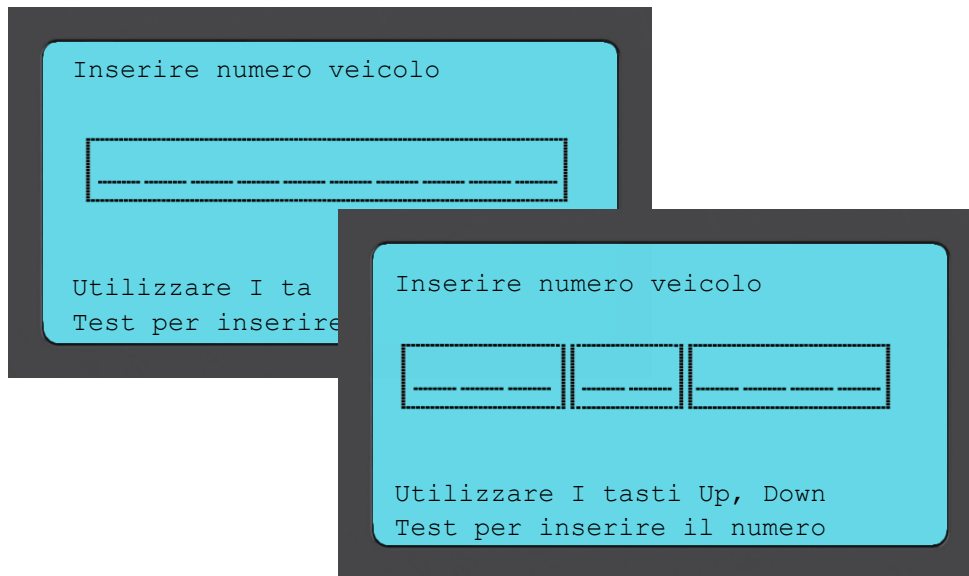 Inserire numero veicolo
Utilizzare I ta
Test per inserire
Inserire numero veicolo
Utilizzare I tasti Up, Down
Test per inserire il numero